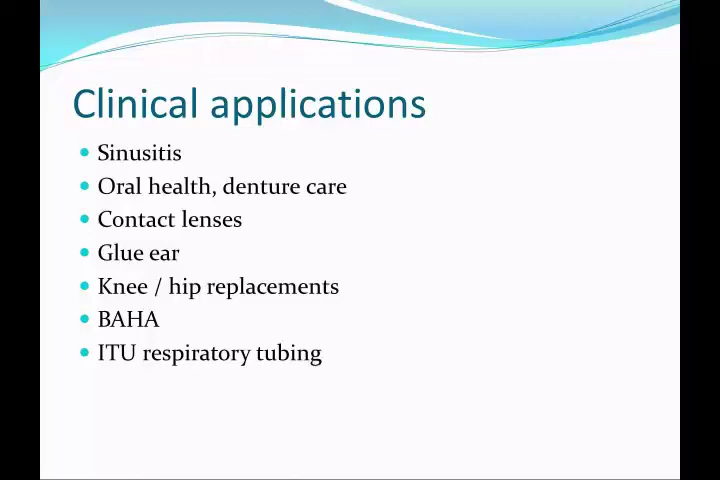 Clinical applications
Sinusitis
Oral health, denture care
Contact lenses
Glue ear
Knee / hip replacements
BAHA
ITU respiratory tubing